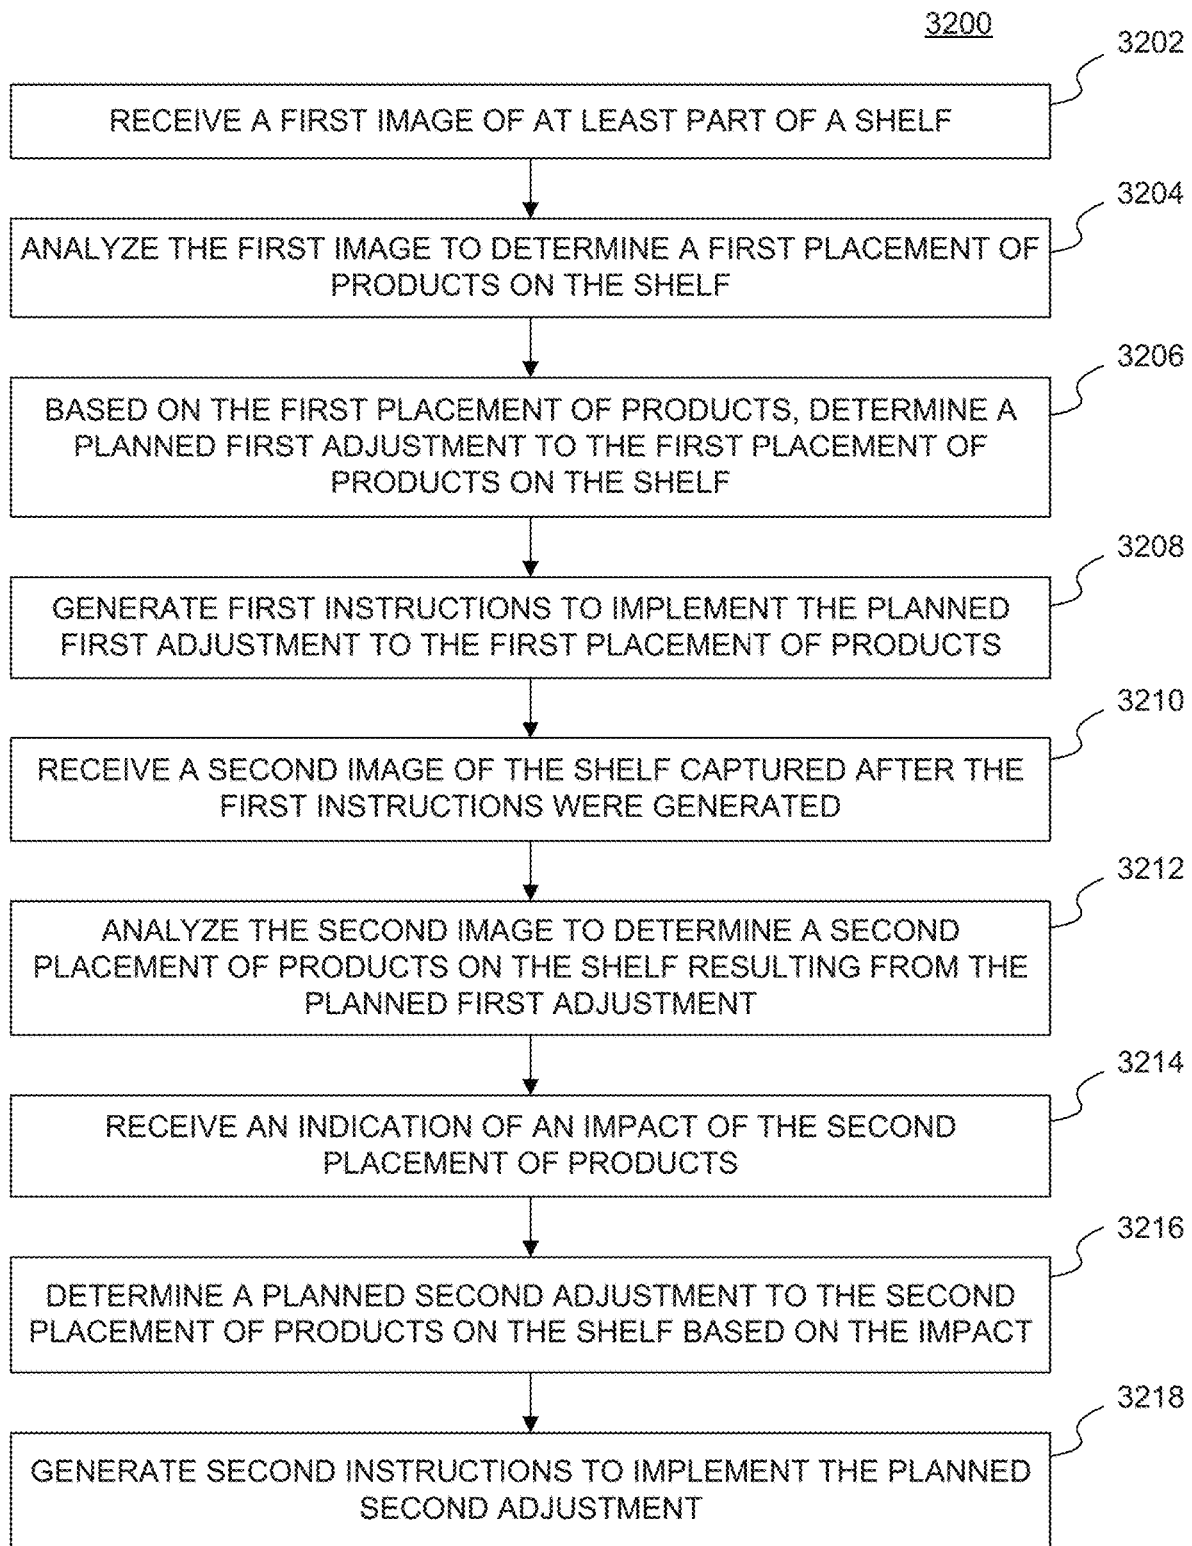 3200
3202
RECEIVE A FIRST IMAGE OF AT LEAST PART OF A SHELF
3204
ANALYZE THE FIRST IMAGE TO DETERMINE A FIRST PLACEMENT OF
PRODUCTS ON THE SHELF
3206
BASED ON THE FIRST PLACEMENT OF PRODUCTS, DETERMINE A
PLANNED FIRST ADJUSTMENT TO THE FIRST PLACEMENT OF
PRODUCTS ON THE SHELF
3208
GENERATE FIRST INSTRUCTIONS TO IMPLEMENT THE PLANNED
FIRST ADJUSTMENT TO THE FIRST PLACEMENT OF PRODUCTS
3210
RECEIVE A SECOND IMAGE OF THE SHELF CAPTURED AFTER THE
FIRST INSTRUCTIONS WERE GENERATED
3212
ANALYZE THE SECOND IMAGE TO DETERMINE A SECOND
PLACEMENT OF PRODUCTS ON THE SHELF RESULTING FROM THE
PLANNED FIRST ADJUSTMENT
3214
RECEIVE AN INDICATION OF AN IMPACT OF THE SECOND
PLACEMENT OF PRODUCTS
3216
DETERMINE A PLANNED SECOND ADJUSTMENT TO THE SECOND
PLACEMENT OF PRODUCTS ON THE SHELF BASED ON THE IMPACT
3218
GENERATE SECOND INSTRUCTIONS TO IMPLEMENT THE PLANNED
SECOND ADJUSTMENT